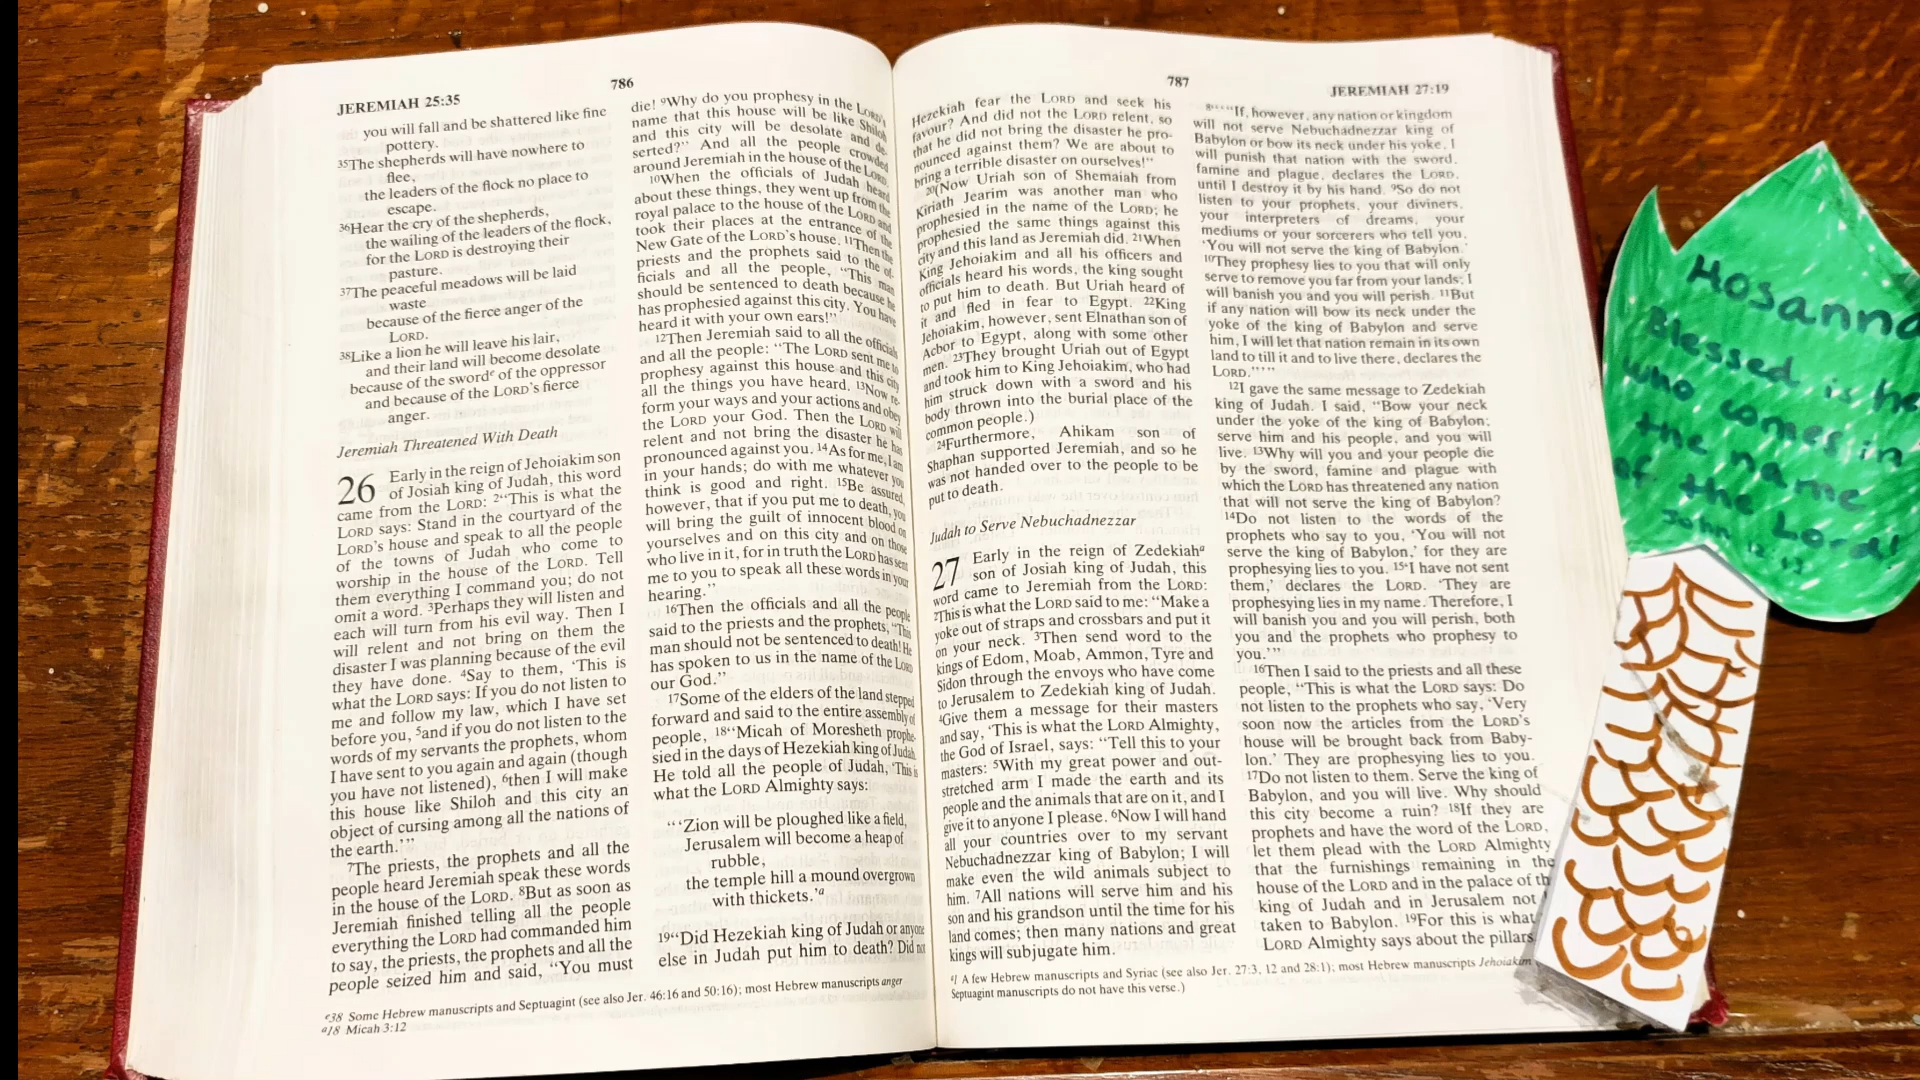 JEREMIAH 25:35
786
you will fall and be shattered like fine
pottery.
35The shepherds will have nowhere to
flee,
the leaders of the flock no place to
escape.
36Hear the cry of the shepherds,
the wailing of the leaders of the flock,
for the LORD is destroying their
pasture.
37The peaceful meadows will be laid
waste
because of the fierce anger of the
LORD.
38Like a lion he will leave his lair,
and their land will become desolate
because of the sworde of the oppressor
and because of the LORD's fierce
anger.
Jeremiah Threatened With Death
26 Early in the reign of Jehoiakim son
of Josiah king of Judah, this word
came from the LORD: 2“This is what the
LORD says: Stand in the courtyard of the
LORD's house and speak to all the people
of the towns of Judah who come to
worship in the house of the LORD. Tell
them everything I command you; do not
omit a word. 3Perhaps they will listen and
each will turn from his evil way. Then I
will relent and not bring on them the
disaster I was planning because of the evil
they have done. 4Say to them, ‘This is
what the LORD says: If you do not listen to
me and follow my law, which I have set
before you, 5and if you do not listen to the
words of my servants the prophets, whom
I have sent to you again and again (though
you have not listened), 6then I will make
this house like Shiloh and this city an
object of cursing among all the nations of
the earth.’”
7The priests, the prophets and all the
people heard Jeremiah speak these words
in the house of the LORD. 8But as soon as
Jeremiah finished telling all the people
everything the LORD had commanded him
to say, the priests, the prophets and all the
people seized him and said, “You must
die! 9Why do you prophesy in the LORD's
name that this house will be like Shiloh
and this city will be desolate and de-
serted?” And all the people crowded
around Jeremiah in the house of the LORD.
10When the officials of Judah heard
about these things, they went up from the
royal palace to the house of the LORD and
took their places at the entrance of the
New Gate of the LORD's house. 11Then the
priests and the prophets said to the of-
ficials and all the people, “This man
should be sentenced to death because he
has prophesied against this city. You have
heard it with your own ears!”
12Then Jeremiah said to all the officials
and all the people: “The LORD sent me to
prophesy against this house and this city
all the things you have heard. 13Now re-
form your ways and your actions and obey
the LORD your God. Then the LORD will
relent and not bring the disaster he has
pronounced against you. 14As for me, I am
in your hands; do with me whatever you
think is good and right. 15Be assured,
however, that if you put me to death, you
will bring the guilt of innocent blood on
yourselves and on this city and on those
who live in it, for in truth the LORD has sent
me to you to speak all these words in your
hearing.”
16Then the officials and all the people
said to the priests and the prophets, “This
man should not be sentenced to death! He
has spoken to us in the name of the LORD
our God.”
17Some of the elders of the land stepped
forward and said to the entire assembly of
people, 18“Micah of Moresheth prophe-
sied in the days of Hezekiah king of Judah.
He told all the people of Judah, ‘This is
what the LORD Almighty says:
“‘Zion will be ploughed like a field,
Jerusalem will become a heap of
rubble,
the temple hill a mound overgrown
with thickets.’a
19“Did Hezekiah king of Judah or anyone
else in Judah put him to death? Did not
e38 Some Hebrew manuscripts and Septuagint (see also Jer. 46:16 and 50:16); most Hebrew manuscripts anger
a18 Micah 3:12
787
JEREMIAH 27:19
Hezekiah fear the LORD and seek his
favour? And did not the LORD relent, so
that he did not bring the disaster he pro-
nounced against them? We are about to
bring a terrible disaster on ourselves!”
20(Now Uriah son of Shemaiah from
Kiriath Jearim was another man who
prophesied in the name of the LORD; he
prophesied the same things against this
city and this land as Jeremiah did. 21When
King Jehoiakim and all his officers and
officials heard his words, the king sought
to put him to death. But Uriah heard of
it and fled in fear to Egypt. 22King
Jehoiakim, however, sent Elnathan son of
Acbor to Egypt, along with some other
men. 23They brought Uriah out of Egypt
and took him to King Jehoiakim, who had
him struck down with a sword and his
body thrown into the burial place of the
common people.)
24Furthermore, Ahikam son of
Shaphan supported Jeremiah, and so he
was not handed over to the people to be
put to death.
Judah to Serve Nebuchadnezzar
27 Early in the reign of Zedekiaha
son of Josiah king of Judah, this
word came to Jeremiah from the LORD:
2This is what the LORD said to me: “Make a
yoke out of straps and crossbars and put it
on your neck. 3Then send word to the
kings of Edom, Moab, Ammon, Tyre and
Sidon through the envoys who have come
to Jerusalem to Zedekiah king of Judah.
4Give them a message for their masters
and say, ‘This is what the LORD Almighty,
the God of Israel, says: “Tell this to your
masters: 5With my great power and out-
stretched arm I made the earth and its
people and the animals that are on it, and I
give it to anyone I please. 6Now I will hand
all your countries over to my servant
Nebuchadnezzar king of Babylon; I will
make even the wild animals subject to
him. 7All nations will serve him and his
son and his grandson until the time for his
land comes; then many nations and great
kings will subjugate him.
8“‘“If, however, any nation or kingdom
will not serve Nebuchadnezzar king of
Babylon or bow its neck under his yoke, I
will punish that nation with the sword,
famine and plague, declares the LORD,
until I destroy it by his hand. 9So do not
listen to your prophets, your diviners,
your interpreters of dreams, your
mediums or your sorcerers who tell you,
‘You will not serve the king of Babylon.’
10They prophesy lies to you that will only
serve to remove you far from your lands; I
will banish you and you will perish. 11But
if any nation will bow its neck under the
yoke of the king of Babylon and serve
him, I will let that nation remain in its own
land to till it and to live there, declares the
LORD.”’”
12I gave the same message to Zedekiah
king of Judah. I said, “Bow your neck
under the yoke of the king of Babylon;
serve him and his people, and you will
live. 13Why will you and your people die
by the sword, famine and plague with
which the LORD has threatened any nation
that will not serve the king of Babylon?
14Do not listen to the words of the
prophets who say to you, ‘You will not
serve the king of Babylon,’ for they are
prophesying lies to you. 15‘I have not sent
them,’ declares the LORD. ‘They are
prophesying lies in my name. Therefore, I
will banish you and you will perish, both
you and the prophets who prophesy to
you.’”
16Then I said to the priests and all these
people, “This is what the LORD says: Do
not listen to the prophets who say, ‘Very
soon now the articles from the LORD's
house will be brought back from Baby-
lon.’ They are prophesying lies to you.
17Do not listen to them. Serve the king of
Babylon, and you will live. Why should
this city become a ruin? 18If they are
prophets and have the word of the LORD,
let them plead with the LORD Almighty
that the furnishings remaining in the
house of the LORD and in the palace of th
king of Judah and in Jerusalem not
taken to Babylon. 19For this is what
LORD Almighty says about the pillars,
a1 A few Hebrew manuscripts and Syriac (see also Jer. 27:3, 12 and 28:1); most Hebrew manuscripts Jehoiakim
Septuagint manuscripts do not have this verse.)
Hosanna
Blessed is he
who comes in
the name
of the Lord!
John 12 v 13